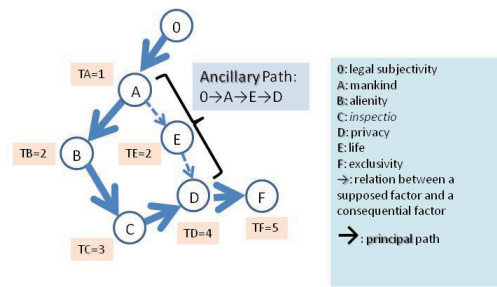 0
TA=1
A
Ancillary Path:
0→A→E→D
E
TB=2
B
TE=2
D
F
C
TD=4
TF=5
TC=3
0: legal subjectivity
A: mankind
B: alienity
C: inspectio
D: privacy
E: life
F: exclusivity
→: relation between a
supposed factor and a
consequential factor
→: principal path